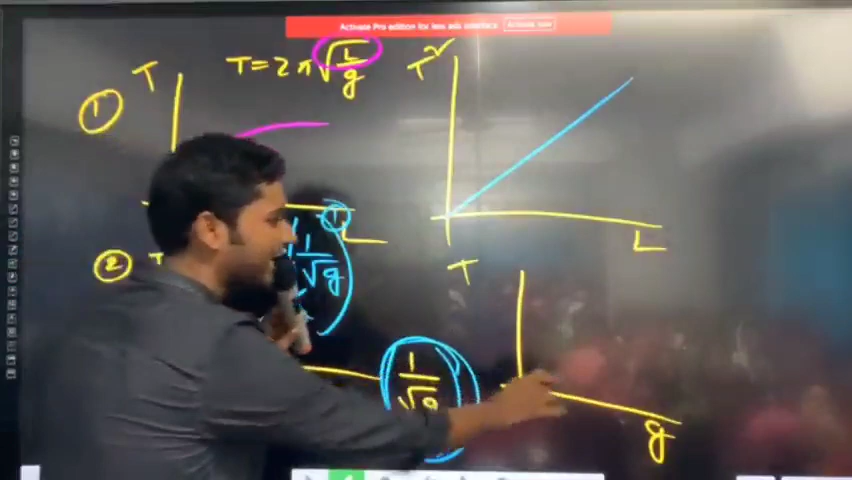 Activate Pro edition for less ads interface Activate now
T = 2π√(L/g)
①
T
L
T²
L
②
T
1/√g
1/√g
T
g